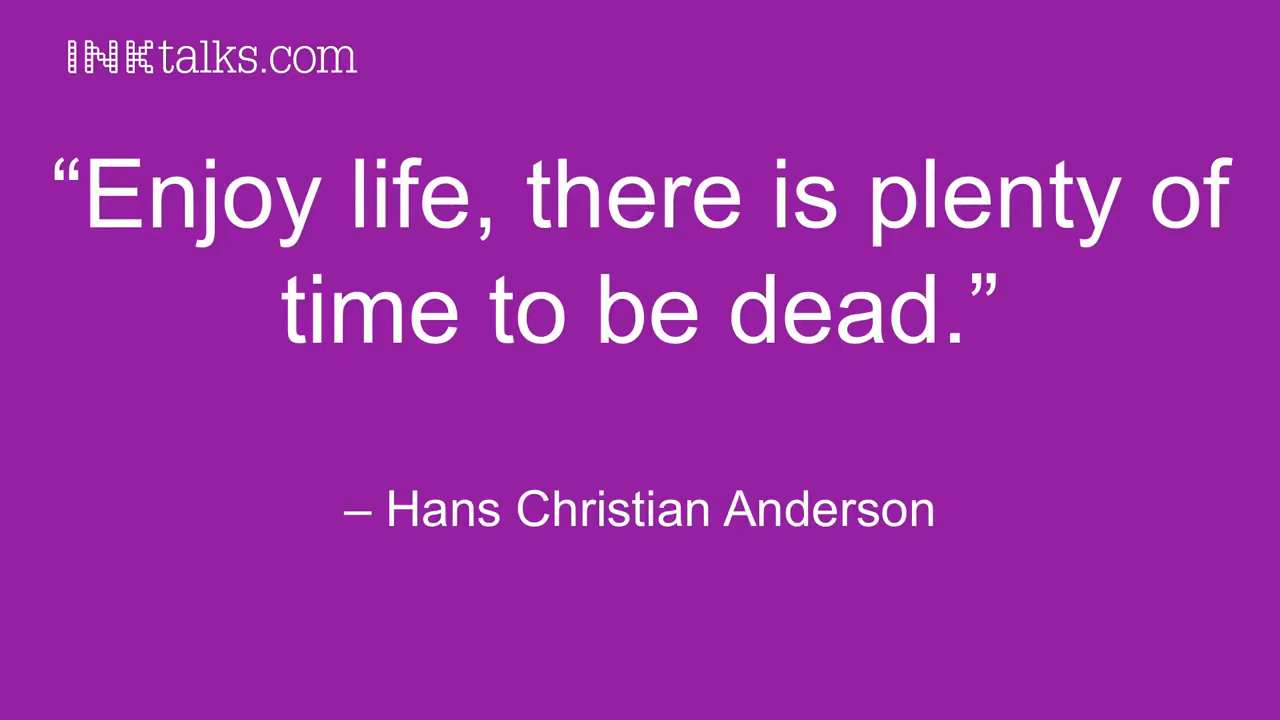 INKtalks.com
“Enjoy life, there is plenty of
time to be dead.”
– Hans Christian Anderson